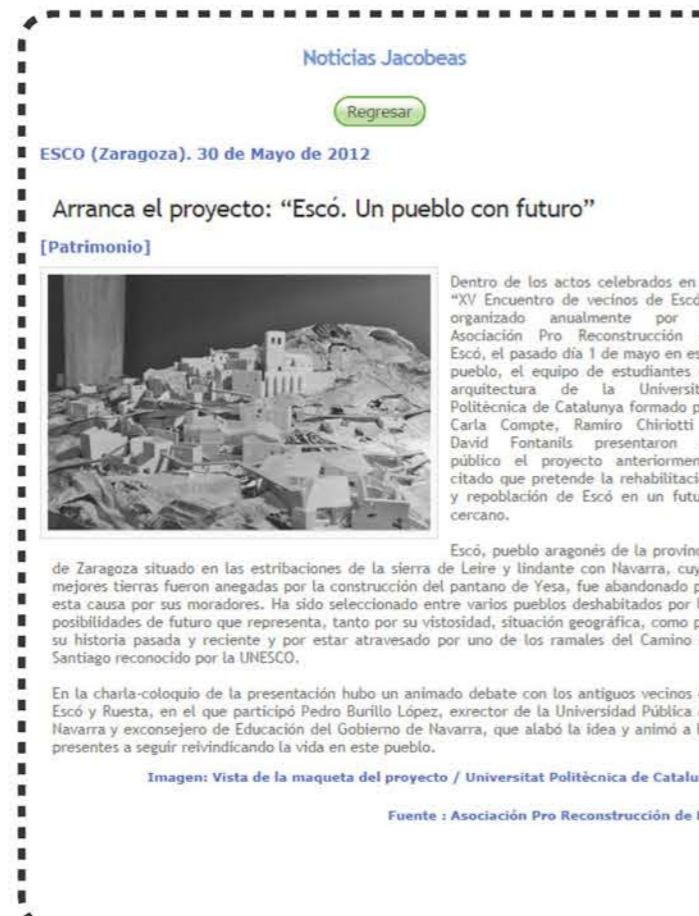 Noticias Jacobeas
Regresar
ESCO (Zaragoza). 30 de Mayo de 2012
Arranca el proyecto: “Escó. Un pueblo con futuro”
[Patrimonio]
Dentro de los actos celebrados en
“XV Encuentro de vecinos de Escó
organizado anualmente por
Asociación Pro Reconstrucción
Escó, el pasado día 1 de mayo en es
pueblo, el equipo de estudiantes
arquitectura de la Universit
Politècnica de Catalunya formado p
Carla Compte, Ramiro Chiriotti
David Fontanils presentaron
público el proyecto anteriormen
citado que pretende la rehabilitaci
y repoblación de Escó en un futu
cercano.
Escó, pueblo aragonés de la provinc
de Zaragoza situado en las estribaciones de la sierra de Leire y lindante con Navarra, cuy
mejores tierras fueron anegadas por la construcción del pantano de Yesa, fue abandonado p
esta causa por sus moradores. Ha sido seleccionado entre varios pueblos deshabitados por l
posibilidades de futuro que representa, tanto por su vistosidad, situación geográfica, como p
su historia pasada y reciente y por estar atravesado por uno de los ramales del Camino
Santiago reconocido por la UNESCO.
En la charla-coloquio de la presentación hubo un animado debate con los antiguos vecinos
Escó y Ruesta, en el que participó Pedro Burillo López, exrector de la Universidad Pública
Navarra y exconsejero de Educación del Gobierno de Navarra, que alabó la idea y animó a l
presentes a seguir reivindicando la vida en este pueblo.
Imagen: Vista de la maqueta del proyecto / Universitat Politècnica de Catalu
Fuente : Asociación Pro Reconstrucción de